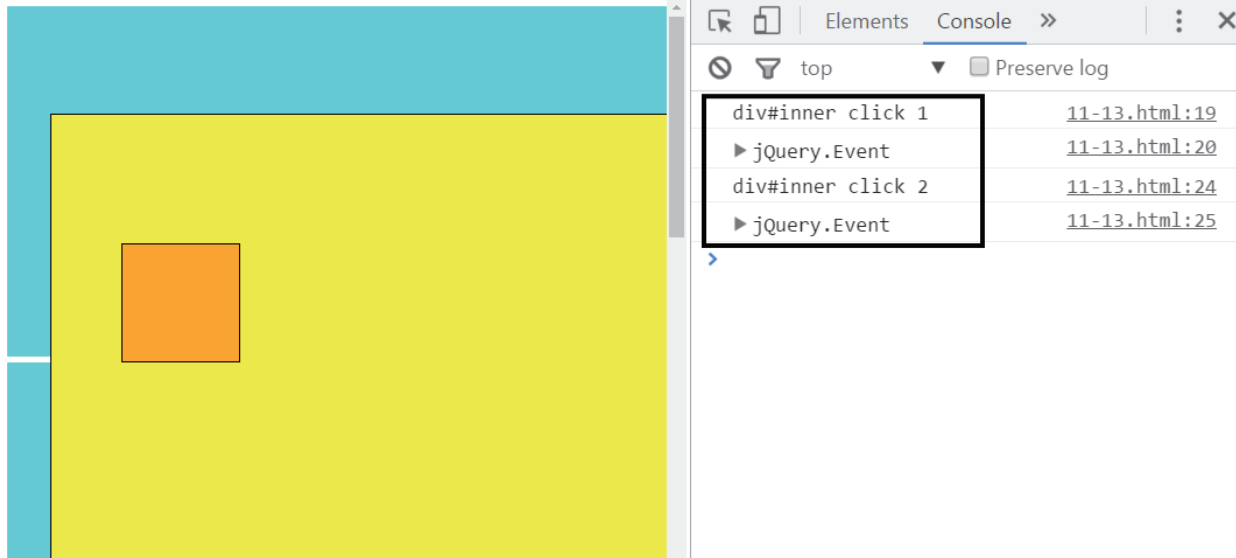 Elements Console
top Preserve log
div#inner click 1 11-13.html:19
jQuery.Event 11-13.html:20
div#inner click 2 11-13.html:24
jQuery.Event 11-13.html:25